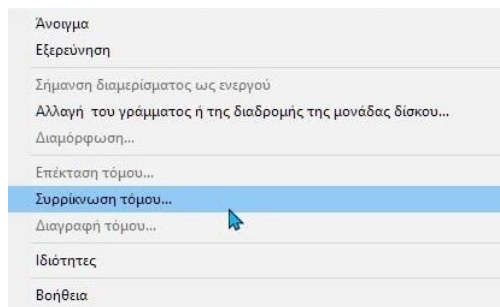 Άνοιγμα
Εξερεύνηση
Σήμανση διαμερίσματος ως ενεργού
Αλλαγή του γράμματος ή της διαδρομής της μονάδας δίσκου...
Διαμόρφωση...
Επέκταση τόμου...
Συρρίκνωση τόμου...
Διαγραφή τόμου...
Ιδιότητες
Βοήθεια